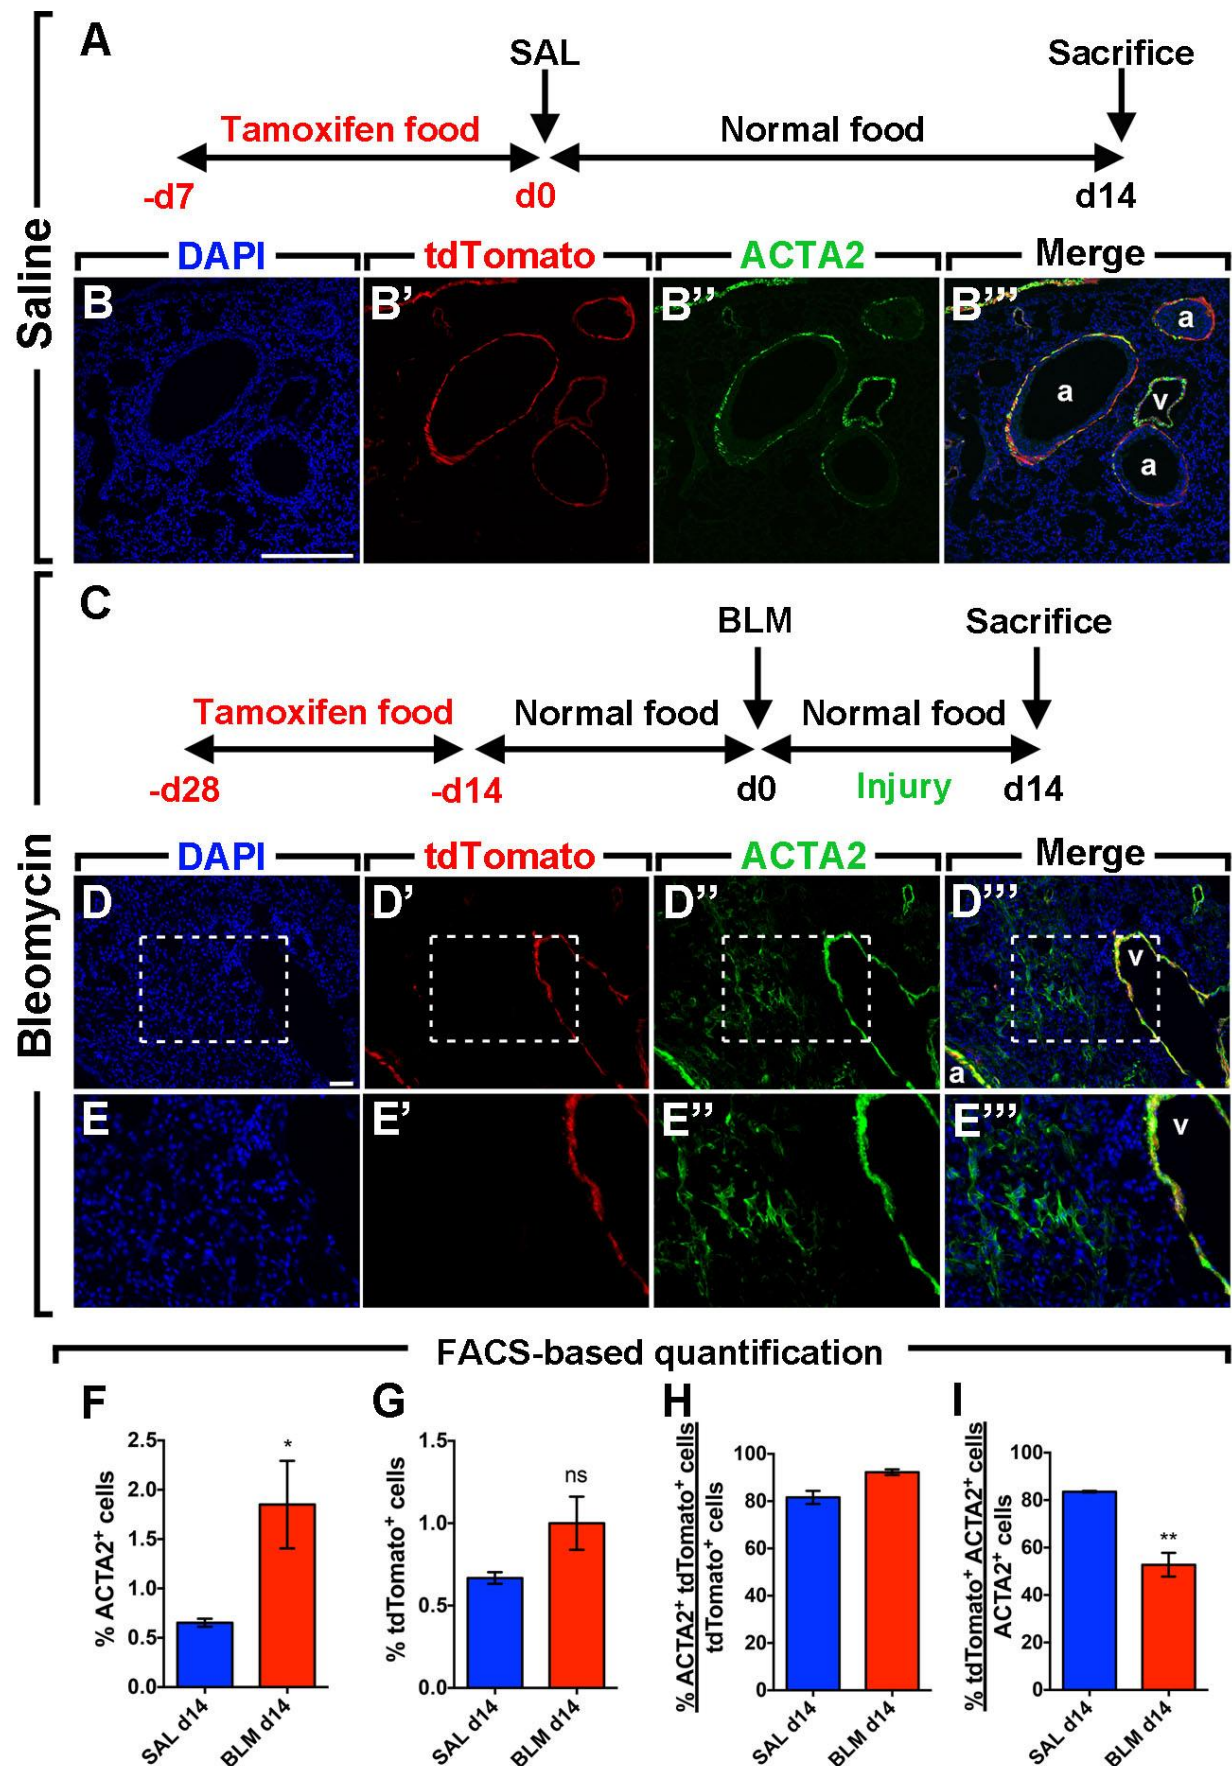 A
SAL
Sacrifice
Tamoxifen food
Normal food
-d7
d0
d14
Saline
DAPI
tdTomato
ACTA2
Merge
B
B’
B’’
B’’’
a
a
v
a
C
BLM
Sacrifice
Tamoxifen food
Normal food
Normal food
-d28
-d14
d0
Injury
d14
Bleomycin
DAPI
tdTomato
ACTA2
Merge
D
D’
D’’
D’’’
v
a
E
E’
E’’
E’’’
v
FACS-based quantification
F
% ACTA2⁺ cells
2.5
2.0
1.5
1.0
0.5
0.0
*
SAL d14
BLM d14
G
% tdTomato⁺ cells
1.5
1.0
0.5
0.0
ns
SAL d14
BLM d14
H
% ACTA2⁺ tdTomato⁺ cells
tdTomato⁺ cells
100
80
60
40
20
0
SAL d14
BLM d14
I
% tdTomato⁺ ACTA2⁺ cells
ACTA2⁺ cells
100
80
60
40
20
0
**
SAL d14
BLM d14